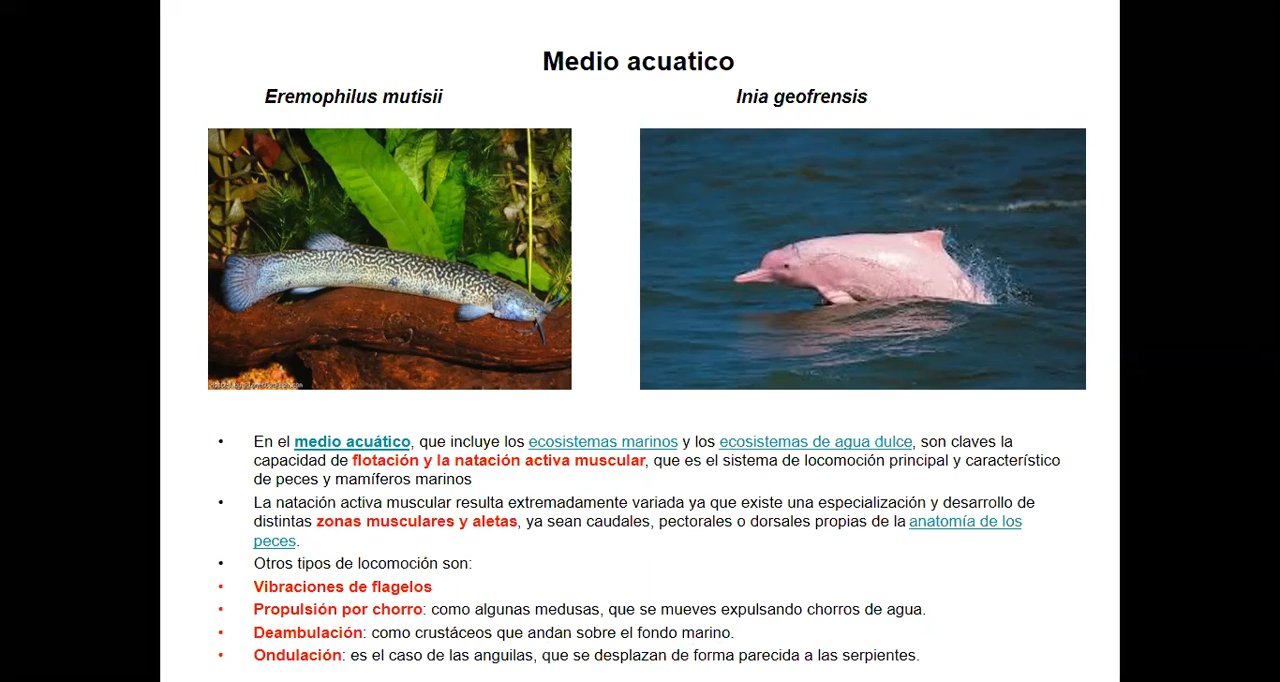 Medio acuatico
Eremophilus mutisii
Inia geofrensis
• En el medio acuático, que incluye los ecosistemas marinos y los ecosistemas de agua dulce, son claves la
capacidad de flotación y la natación activa muscular, que es el sistema de locomoción principal y característico
de peces y mamíferos marinos
• La natación activa muscular resulta extremadamente variada ya que existe una especialización y desarrollo de
distintas zonas musculares y aletas, ya sean caudales, pectorales o dorsales propias de la anatomía de los
peces.
• Otros tipos de locomoción son:
• Vibraciones de flagelos
• Propulsión por chorro: como algunas medusas, que se mueves expulsando chorros de agua.
• Deambulación: como crustáceos que andan sobre el fondo marino.
• Ondulación: es el caso de las anguilas, que se desplazan de forma parecida a las serpientes.